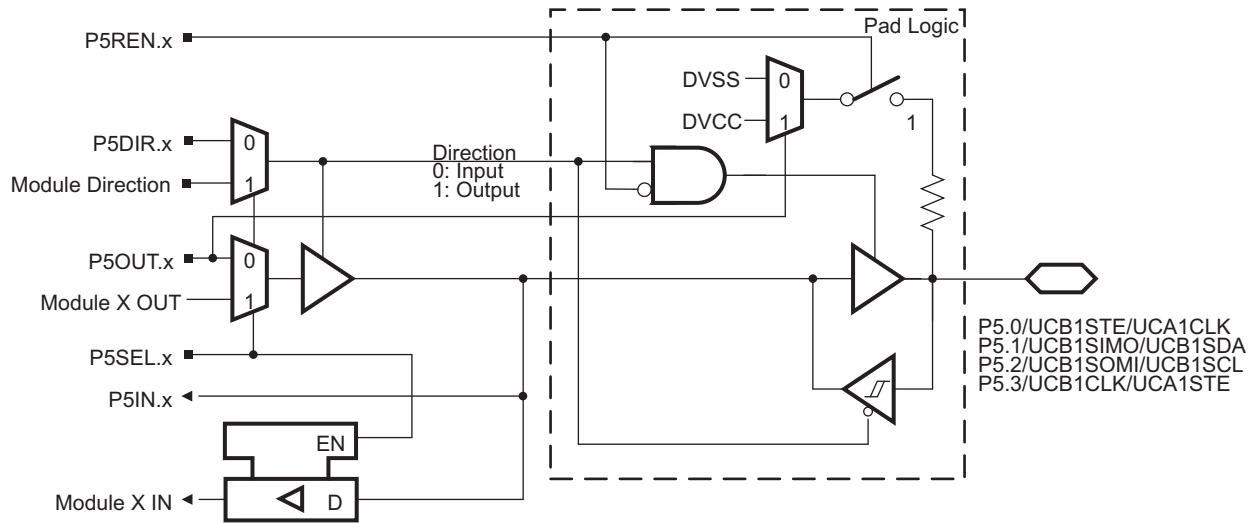 Pad Logic
P5REN.x
DVSS
0
DVCC
1
1
P5DIR.x
0
Direction
0: Input
1: Output
Module Direction
1
P5OUT.x
0
Module X OUT
1
P5.0/UCB1STE/UCA1CLK
P5.1/UCB1SIMO/UCB1SDA
P5.2/UCB1SOMI/UCB1SCL
P5.3/UCB1CLK/UCA1STE
P5SEL.x
P5IN.x
EN
Module X IN
D